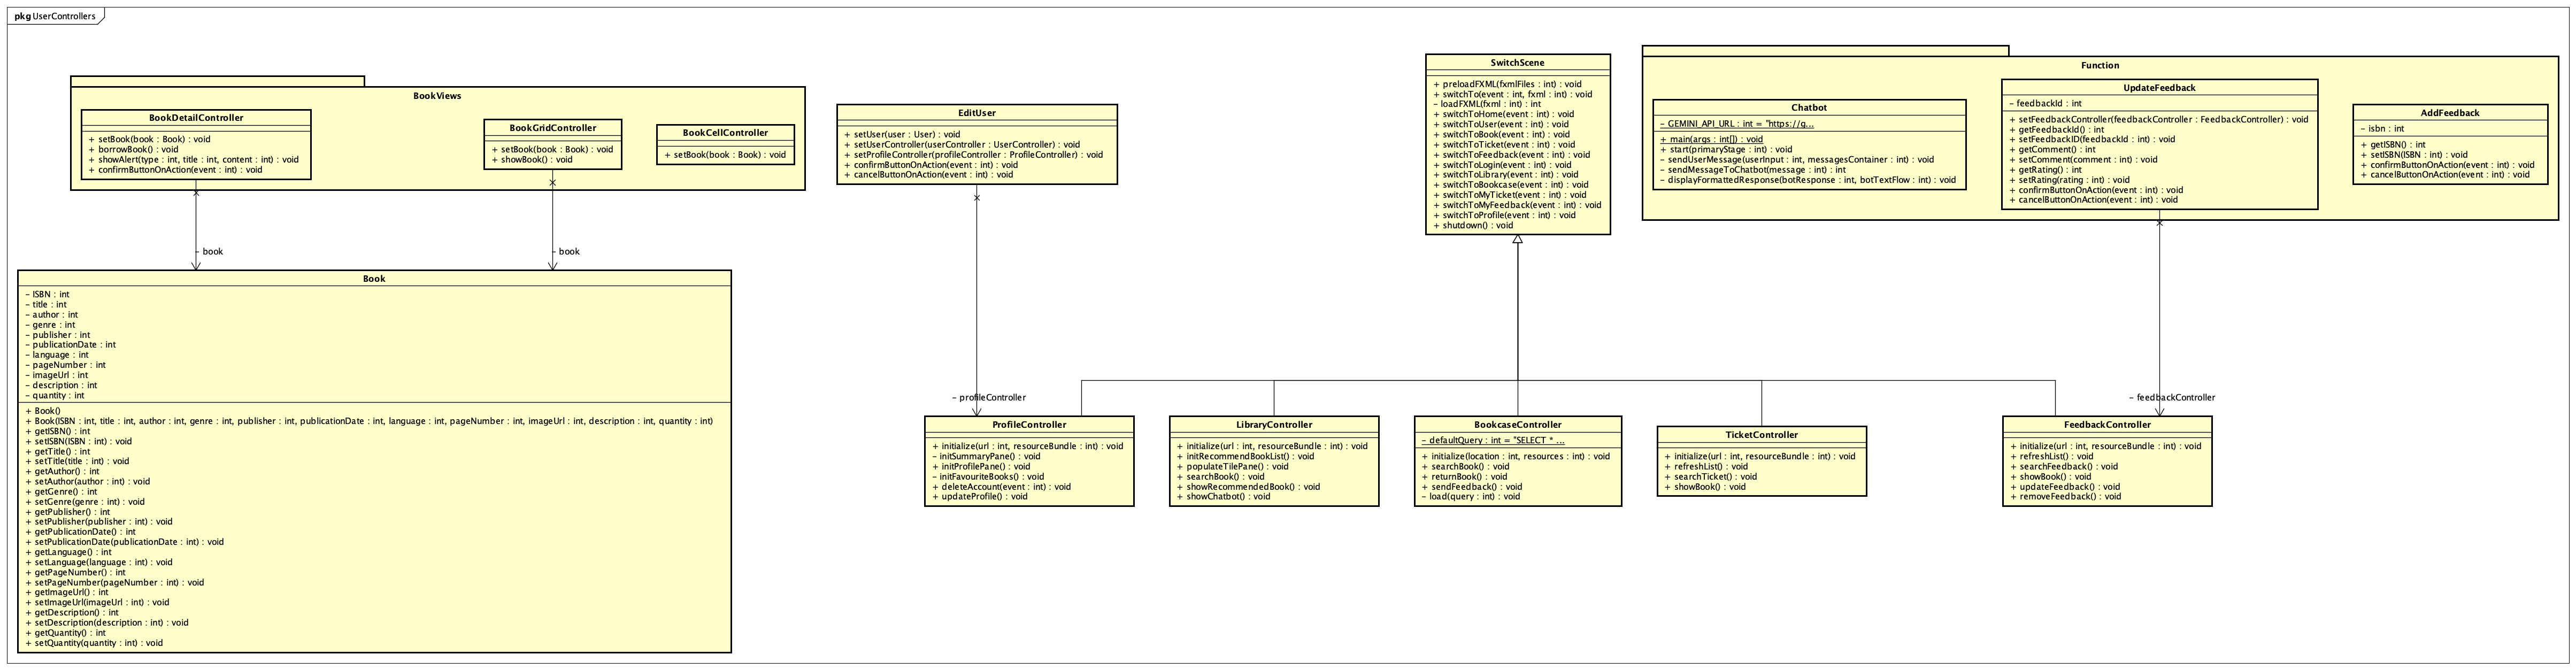 pkg UserControllers
BookViews
BookDetailController
+ setBook(book : Book) : void
+ borrowBook() : void
+ showAlert(type : int, title : int, content : int) : void
+ confirmButtonOnAction(event : int) : void
BookGridController
+ setBook(book : Book) : void
+ showBook() : void
BookCellController
+ setBook(book : Book) : void
- book
- book
Book
- ISBN : int
- title : int
- author : int
- genre : int
- publisher : int
- publicationDate : int
- language : int
- pageNumber : int
- imageUrl : int
- description : int
- quantity : int
+ Book()
+ Book(ISBN : int, title : int, author : int, genre : int, publisher : int, publicationDate : int, language : int, pageNumber : int, imageUrl : int, description : int, quantity : int)
+ getISBN() : int
+ setISBN(ISBN : int) : void
+ getTitle() : int
+ setTitle(title : int) : void
+ getAuthor() : int
+ setAuthor(author : int) : void
+ getGenre() : int
+ setGenre(genre : int) : void
+ getPublisher() : int
+ setPublisher(publisher : int) : void
+ getPublicationDate() : int
+ setPublicationDate(publicationDate : int) : void
+ getLanguage() : int
+ setLanguage(language : int) : void
+ getPageNumber() : int
+ setPageNumber(pageNumber : int) : void
+ getImageUrl() : int
+ setImageUrl(imageUrl : int) : void
+ getDescription() : int
+ setDescription(description : int) : void
+ getQuantity() : int
+ setQuantity(quantity : int) : void
EditUser
+ setUser(user : User) : void
+ setUserController(userController : UserController) : void
+ setProfileController(profileController : ProfileController) : void
+ confirmButtonOnAction(event : int) : void
+ cancelButtonOnAction(event : int) : void
- profileController
SwitchScene
+ preloadFXML(fxmlFiles : int) : void
+ switchTo(event : int, fxml : int) : void
- loadFXML(fxml : int) : int
+ switchToHome(event : int) : void
+ switchToUser(event : int) : void
+ switchToBook(event : int) : void
+ switchToTicket(event : int) : void
+ switchToFeedback(event : int) : void
+ switchToLogin(event : int) : void
+ switchToLibrary(event : int) : void
+ switchToBookcase(event : int) : void
+ switchToMyTicket(event : int) : void
+ switchToMyFeedback(event : int) : void
+ switchToProfile(event : int) : void
+ shutdown() : void
Function
Chatbot
- GEMINI_API_URL : int = "https://g...
+ main(args : int[]) : void
+ start(primaryStage : int) : void
- sendUserMessage(userInput : int, messagesContainer : int) : void
- sendMessageToChatbot(message : int) : int
- displayFormattedResponse(botResponse : int, botTextFlow : int) : void
UpdateFeedback
- feedbackId : int
+ setFeedbackController(feedbackController : FeedbackController) : void
+ getFeedbackId() : int
+ setFeedbackID(feedbackId : int) : void
+ getComment() : int
+ setComment(comment : int) : void
+ getRating() : int
+ setRating(rating : int) : void
+ confirmButtonOnAction(event : int) : void
+ cancelButtonOnAction(event : int) : void
AddFeedback
- isbn : int
+ getISBN() : int
+ setISBN(ISBN : int) : void
+ confirmButtonOnAction(event : int) : void
+ cancelButtonOnAction(event : int) : void
- feedbackController
ProfileController
+ initialize(url : int, resourceBundle : int) : void
- initSummaryPane() : void
+ initProfilePane() : void
- initFavouriteBooks() : void
+ deleteAccount(event : int) : void
+ updateProfile() : void
LibraryController
+ initialize(url : int, resourceBundle : int) : void
+ initRecommendBookList() : void
+ populateTilePane() : void
+ searchBook() : void
+ showRecommendedBook() : void
+ showChatbot() : void
BookcaseController
- defaultQuery : int = "SELECT * ...
+ initialize(location : int, resources : int) : void
+ searchBook() : void
+ returnBook() : void
+ sendFeedback() : void
- load(query : int) : void
TicketController
+ initialize(url : int, resourceBundle : int) : void
+ refreshList() : void
+ searchTicket() : void
+ showBook() : void
FeedbackController
+ initialize(url : int, resourceBundle : int) : void
+ refreshList() : void
+ searchFeedback() : void
+ showBook() : void
+ updateFeedback() : void
+ removeFeedback() : void